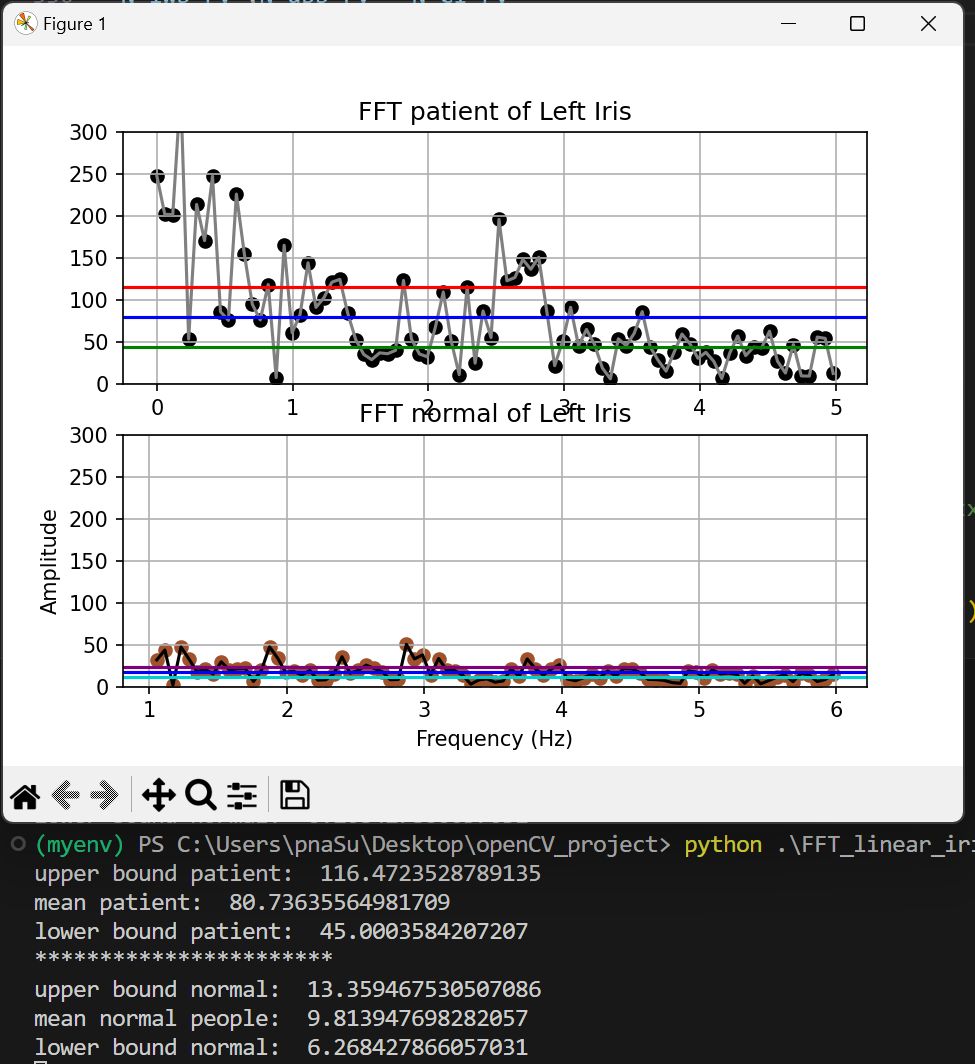 Figure 1
FFT patient of Left Iris
300
250
200
150
100
50
0
0 1 2 3 4 5
FFT normal of Left Iris
300
250
200
150
100
50
0
Amplitude
1 2 3 4 5 6
Frequency (Hz)
(myenv) PS C:\Users\pnaSu\Desktop\openCV_project> python .\FFT_linear_iri
upper bound patient:  116.4723528789135
mean patient:  80.73635564981709
lower bound patient:  45.0003584207207
***********************
upper bound normal:  13.359467530507086
mean normal people:  9.813947698282057
lower bound normal:  6.268427866057031